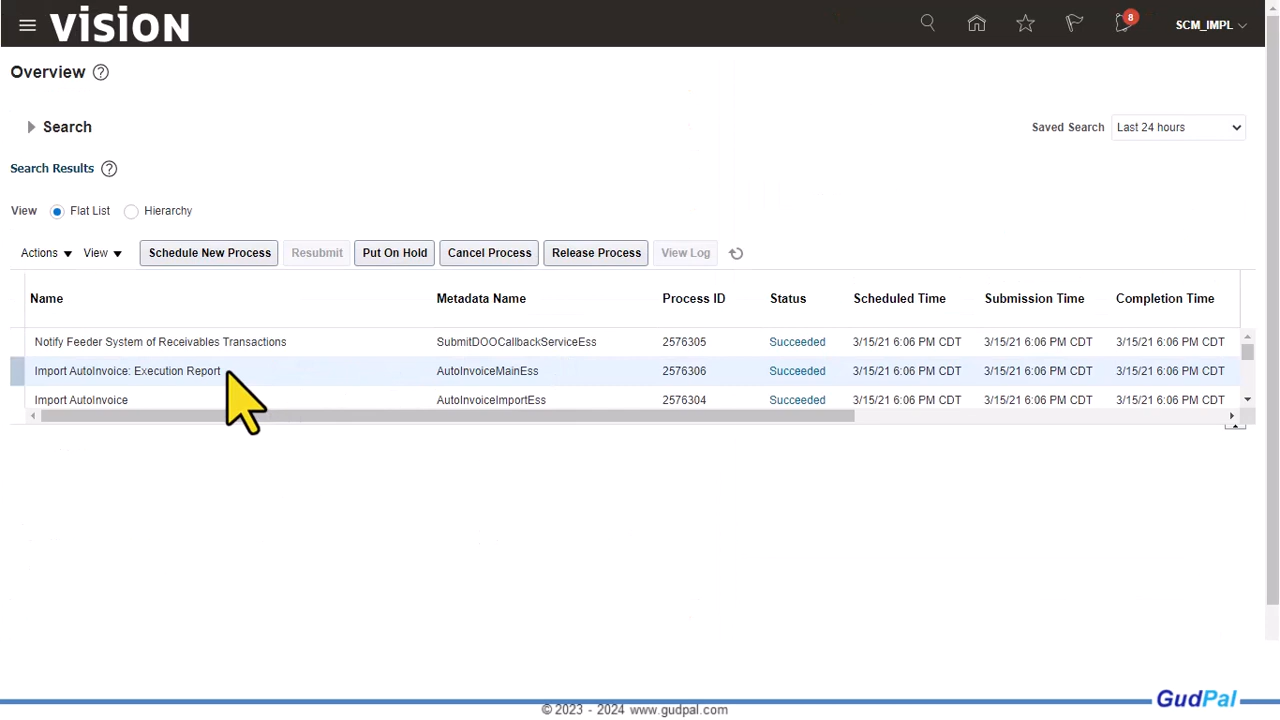 vision
8
SCM_IMPL
Overview ?
Search
Saved Search Last 24 hours
Search Results ?
View Flat List Hierarchy
Actions View Schedule New Process Resubmit Put On Hold Cancel Process Release Process View Log
Name Metadata Name Process ID Status Scheduled Time Submission Time Completion Time
Notify Feeder System of Receivables Transactions SubmitDOOCallbackServiceEss 2576305 Succeeded 3/15/21 6:06 PM CDT 3/15/21 6:06 PM CDT 3/15/21 6:06 PM CDT
Import AutoInvoice: Execution Report AutoInvoiceMainEss 2576306 Succeeded 3/15/21 6:06 PM CDT 3/15/21 6:06 PM CDT 3/15/21 6:06 PM CDT
Import AutoInvoice AutoInvoiceImportEss 2576304 Succeeded 3/15/21 6:06 PM CDT 3/15/21 6:06 PM CDT 3/15/21 6:06 PM CDT
GudPal
© 2023 - 2024 www.gudpal.com